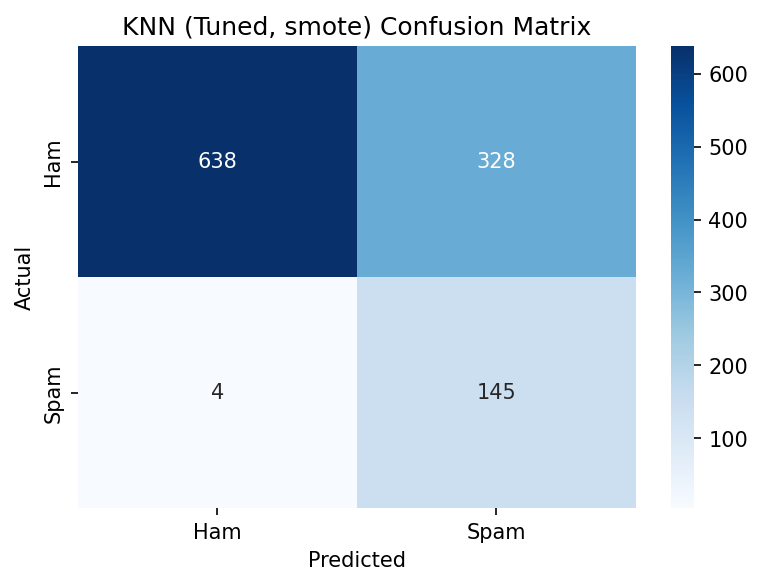 KNN (Tuned, smote) Confusion Matrix
Actual
Ham
638
328
Spam
4
145
Ham
Spam
Predicted
600
500
400
300
200
100